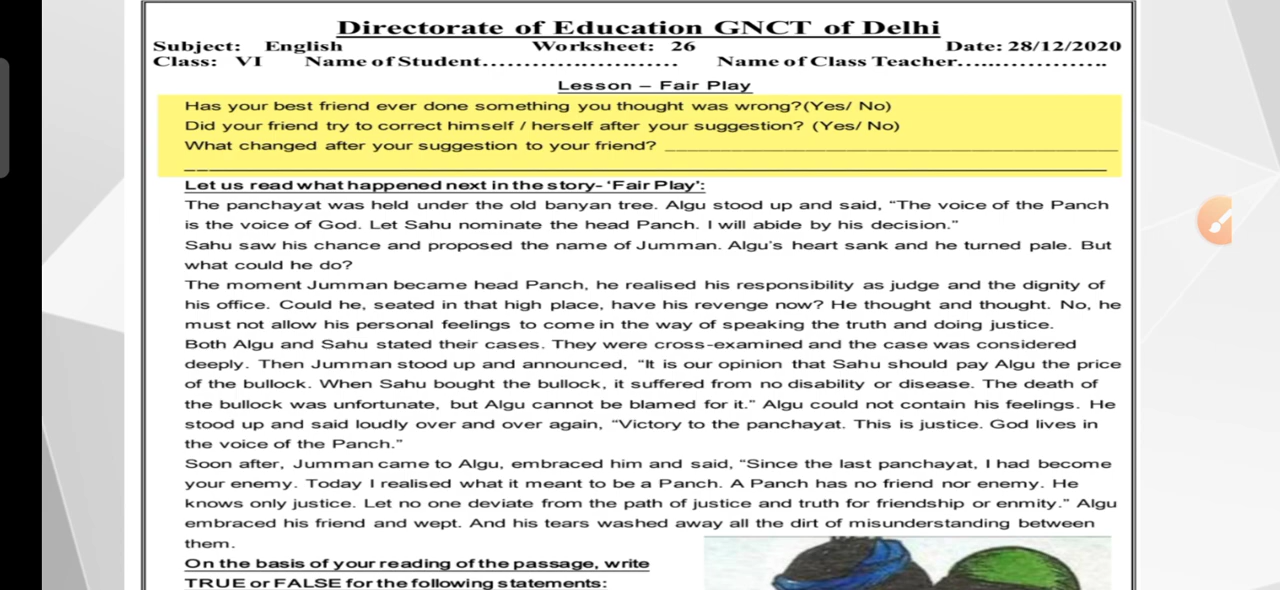 Directorate of Education GNCT of Delhi
Subject: English Worksheet: 26 Date: 28/12/2020
Class: VI Name of Student........................ Name of Class Teacher..................
Lesson – Fair Play
Has your best friend ever done something you thought was wrong?(Yes/ No)
Did your friend try to correct himself / herself after your suggestion? (Yes/ No)
What changed after your suggestion to your friend? ______________________________
______________________________
Let us read what happened next in the story- ‘Fair Play’:
The panchayat was held under the old banyan tree. Algu stood up and said, “The voice of the Panch
is the voice of God. Let Sahu nominate the head Panch. I will abide by his decision.”
Sahu saw his chance and proposed the name of Jumman. Algu’s heart sank and he turned pale. But
what could he do?
The moment Jumman became head Panch, he realised his responsibility as judge and the dignity of
his office. Could he, seated in that high place, have his revenge now? He thought and thought. No, he
must not allow his personal feelings to come in the way of speaking the truth and doing justice.
Both Algu and Sahu stated their cases. They were cross-examined and the case was considered
deeply. Then Jumman stood up and announced, “It is our opinion that Sahu should pay Algu the price
of the bullock. When Sahu bought the bullock, it suffered from no disability or disease. The death of
the bullock was unfortunate, but Algu cannot be blamed for it.” Algu could not contain his feelings. He
stood up and said loudly over and over again, “Victory to the panchayat. This is justice. God lives in
the voice of the Panch.”
Soon after, Jumman came to Algu, embraced him and said, “Since the last panchayat, I had become
your enemy. Today I realised what it meant to be a Panch. A Panch has no friend nor enemy. He
knows only justice. Let no one deviate from the path of justice and truth for friendship or enmity.” Algu
embraced his friend and wept. And his tears washed away all the dirt of misunderstanding between
them.
On the basis of your reading of the passage, write
TRUE or FALSE for the following statements: